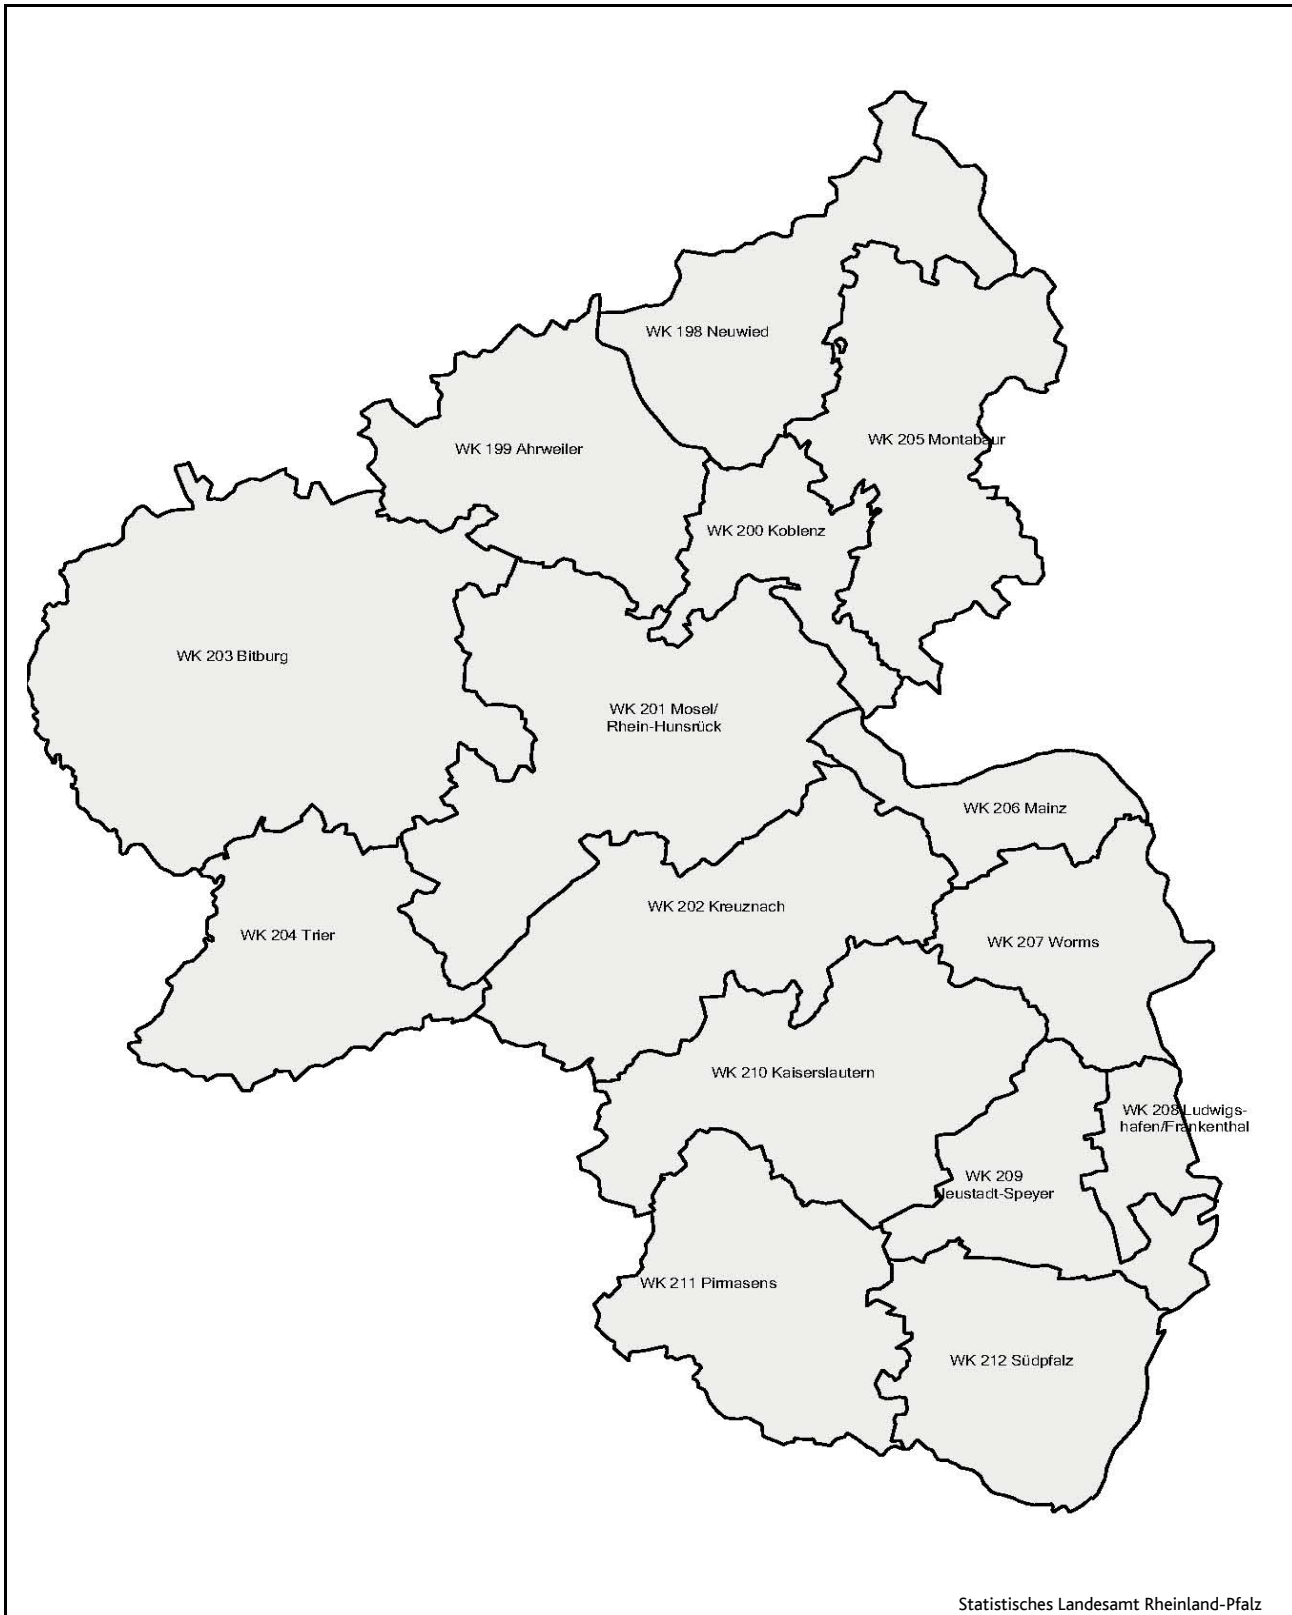 WK 198 Neuwied
WK 205 Montabaur
WK 199 Ahrweiler
WK 200 Koblenz
WK 203 Bitburg
WK 201 Mosel/
Rhein-Hunsrück
WK 206 Mainz
WK 202 Kreuznach
WK 204 Trier
WK 207 Worms
WK 210 Kaiserslautern
WK 208 Ludwigs-
hafen/Frankenthal
WK 209
Neustadt-Speyer
WK 211 Pirmasens
WK 212 Südpfalz
Statistisches Landesamt Rheinland-Pfalz